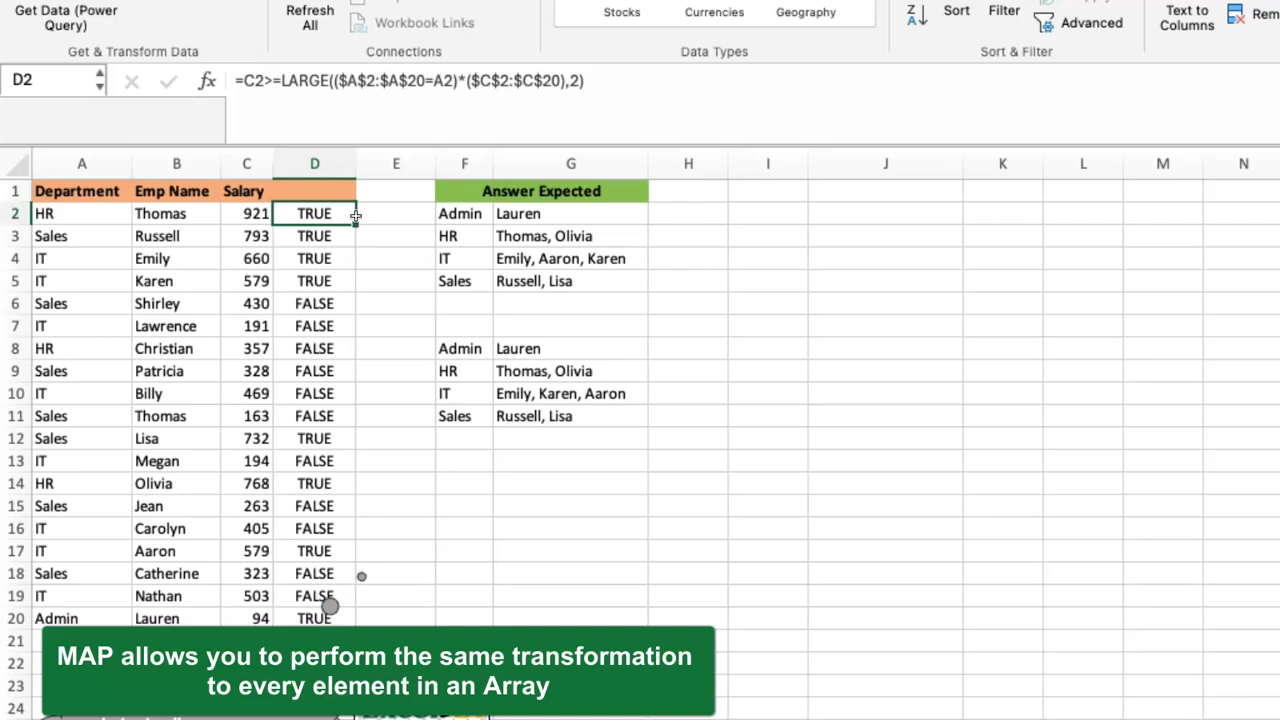 Get Data (Power Query)
Refresh All
Workbook Links
Stocks
Currencies
Geography
Sort
Filter
Advanced
Text to Columns
Rem
Get & Transform Data
Connections
Data Types
Sort & Filter
D2
fx
=C2>=LARGE(($A$2:$A$20=A2)*($C$2:$C$20),2)
A B C D E F G H I J K L M N
1 Department Emp Name Salary Answer Expected
2 HR Thomas 921 TRUE Admin Lauren
3 Sales Russell 793 TRUE HR Thomas, Olivia
4 IT Emily 660 TRUE IT Emily, Aaron, Karen
5 IT Karen 579 TRUE Sales Russell, Lisa
6 Sales Shirley 430 FALSE
7 IT Lawrence 191 FALSE
8 HR Christian 357 FALSE Admin Lauren
9 Sales Patricia 328 FALSE HR Thomas, Olivia
10 IT Billy 469 FALSE IT Emily, Karen, Aaron
11 Sales Thomas 163 FALSE Sales Russell, Lisa
12 Sales Lisa 732 TRUE
13 IT Megan 194 FALSE
14 HR Olivia 768 TRUE
15 Sales Jean 263 FALSE
16 IT Carolyn 405 FALSE
17 IT Aaron 579 TRUE
18 Sales Catherine 323 FALSE
19 IT Nathan 503 FALSE
20 Admin Lauren 94 TRUE
21
22
23
24
MAP allows you to perform the same transformation
to every element in an Array